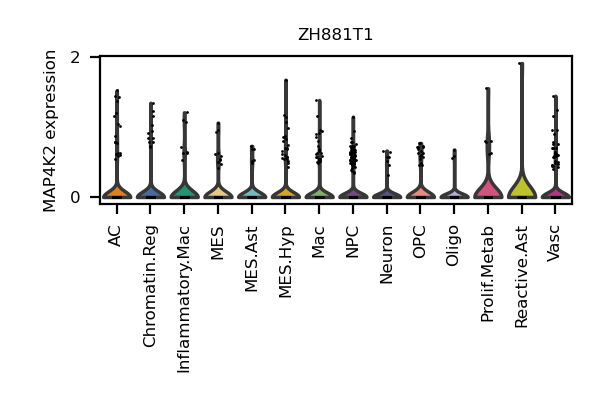 ZH881T1
MAP4K2 expression
2
0
AC
Chromatin.Reg
Inflammatory.Mac
MES
MES.Ast
MES.Hyp
Mac
NPC
Neuron
OPC
Oligo
Prolif.Metab
Reactive.Ast
Vasc